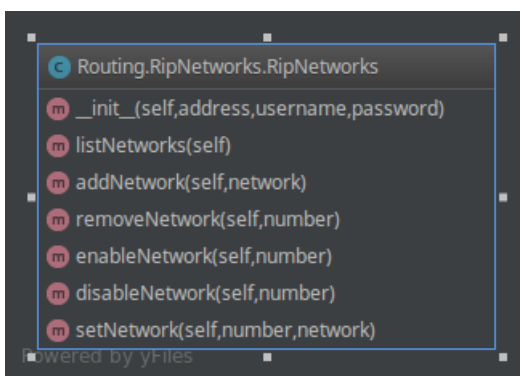 C Routing.RipNetworks.RipNetworks
m __init__(self,address,username,password)
m listNetworks(self)
m addNetwork(self,network)
m removeNetwork(self,number)
m enableNetwork(self,number)
m disableNetwork(self,number)
m setNetwork(self,number,network)
Powered by yFiles